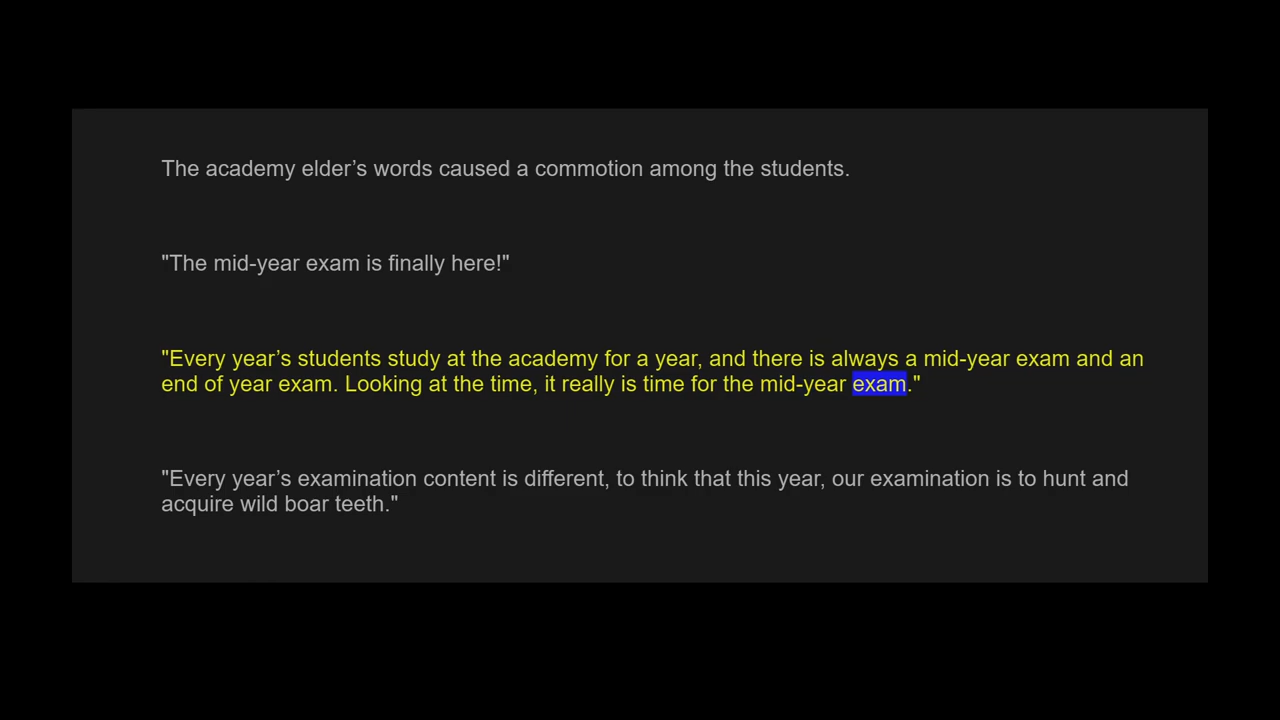 The academy elder’s words caused a commotion among the students.
"The mid-year exam is finally here!"
"Every year’s students study at the academy for a year, and there is always a mid-year exam and an
end of year exam. Looking at the time, it really is time for the mid-year exam."
"Every year’s examination content is different, to think that this year, our examination is to hunt and
acquire wild boar teeth."